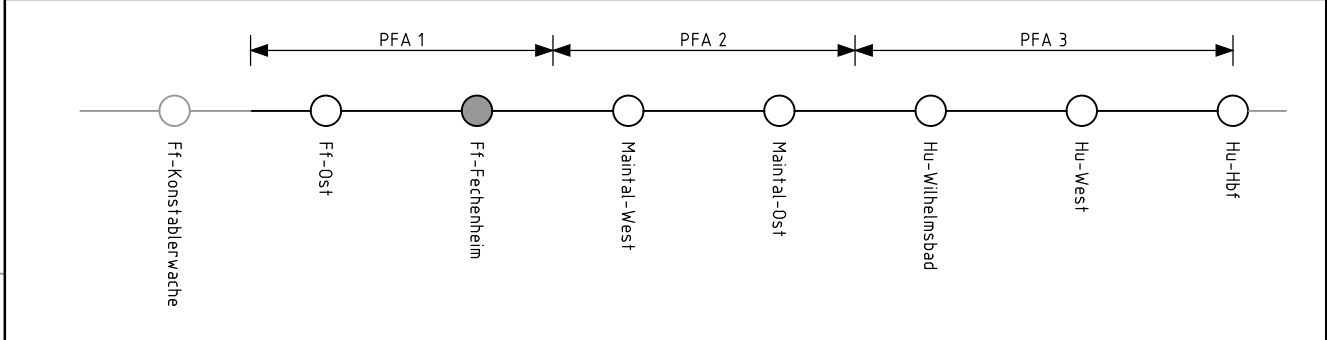 PFA 1
PFA 2
PFA 3
Ff-Konstablerwache
Ff-Ost
Ff-Fechenheim
Maintal-West
Maintal-Ost
Hu-Wilhelmsbad
Hu-West
Hu-Hbf